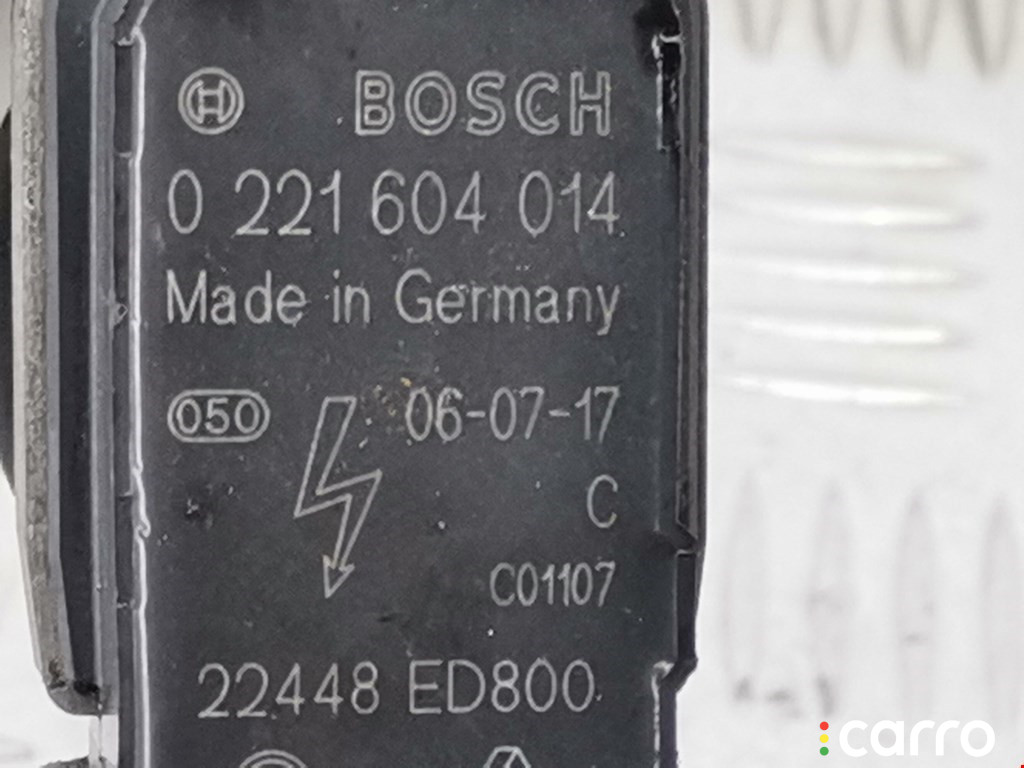 BOSCH
0 221 604 014
Made in Germany
050 06-07-17
C
C01107
22448 ED800
carro